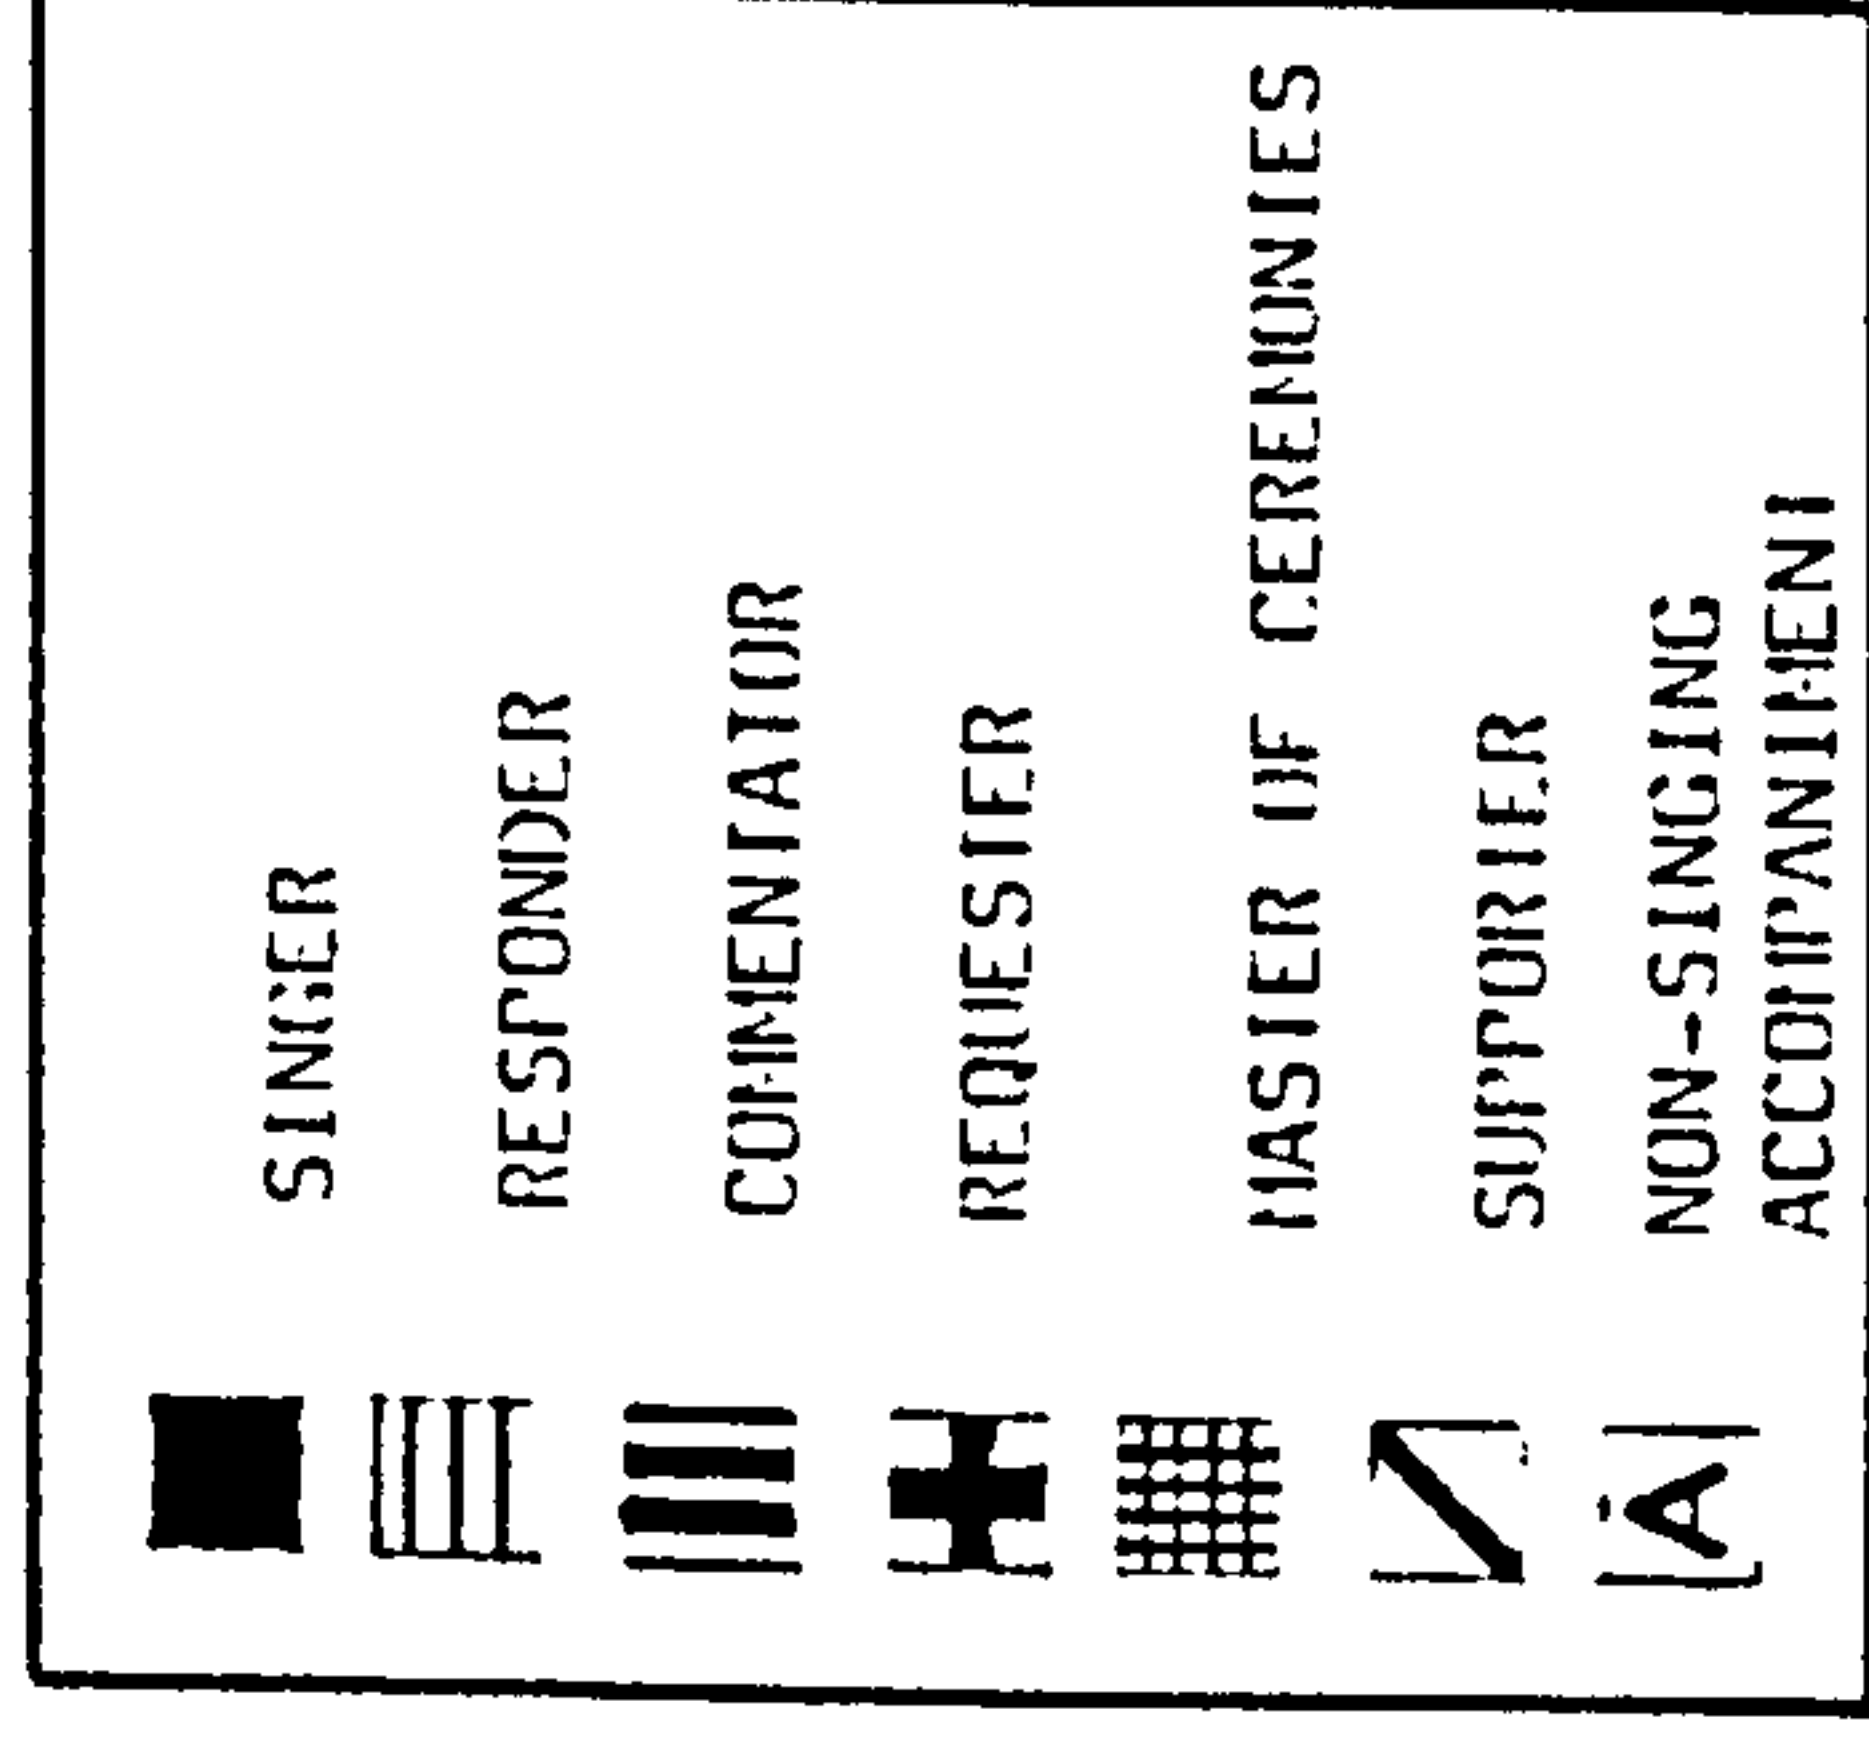 SINGER
RESPONDER
COMMENTATOR
REQUESTER
MASTER OF CEREMONIES
SUPPORTER
A NON-SINGING
ACCOMPANIMENT